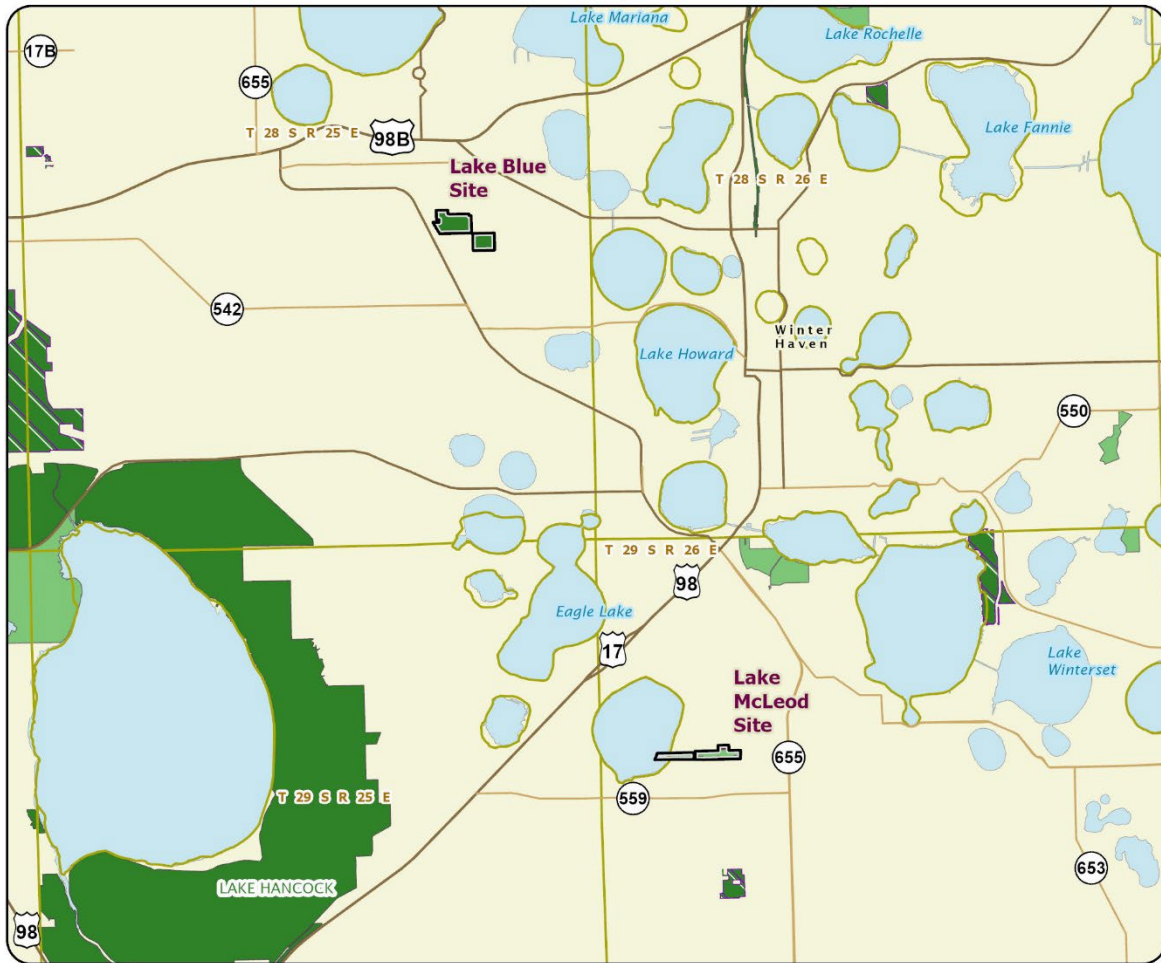 Lake Mariana
Lake Rochelle
17B
655
98B
T 28 S R 25 E
Lake Fannie
Lake Blue
Site
T 28 S R 26 E
542
Winter
Haven
Lake Howard
550
T 29 S R 26 E
98
Eagle Lake
17
Lake
Winterset
Lake
McLeod
Site
655
559
T 29 S R 25 E
653
LAKE HANCOCK
98